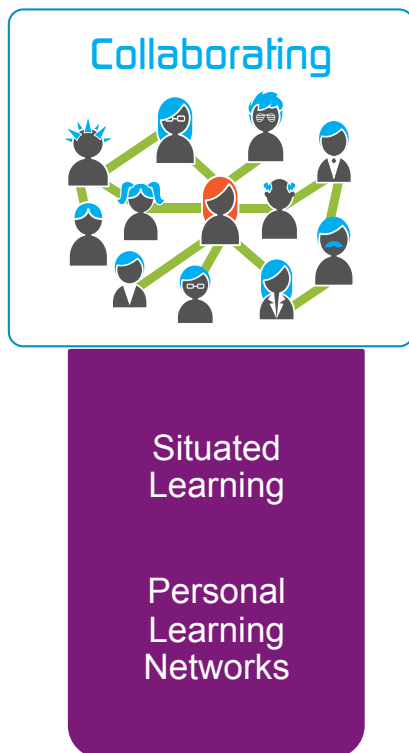 Collaborating
Situated
Learning
Personal
Learning
Networks